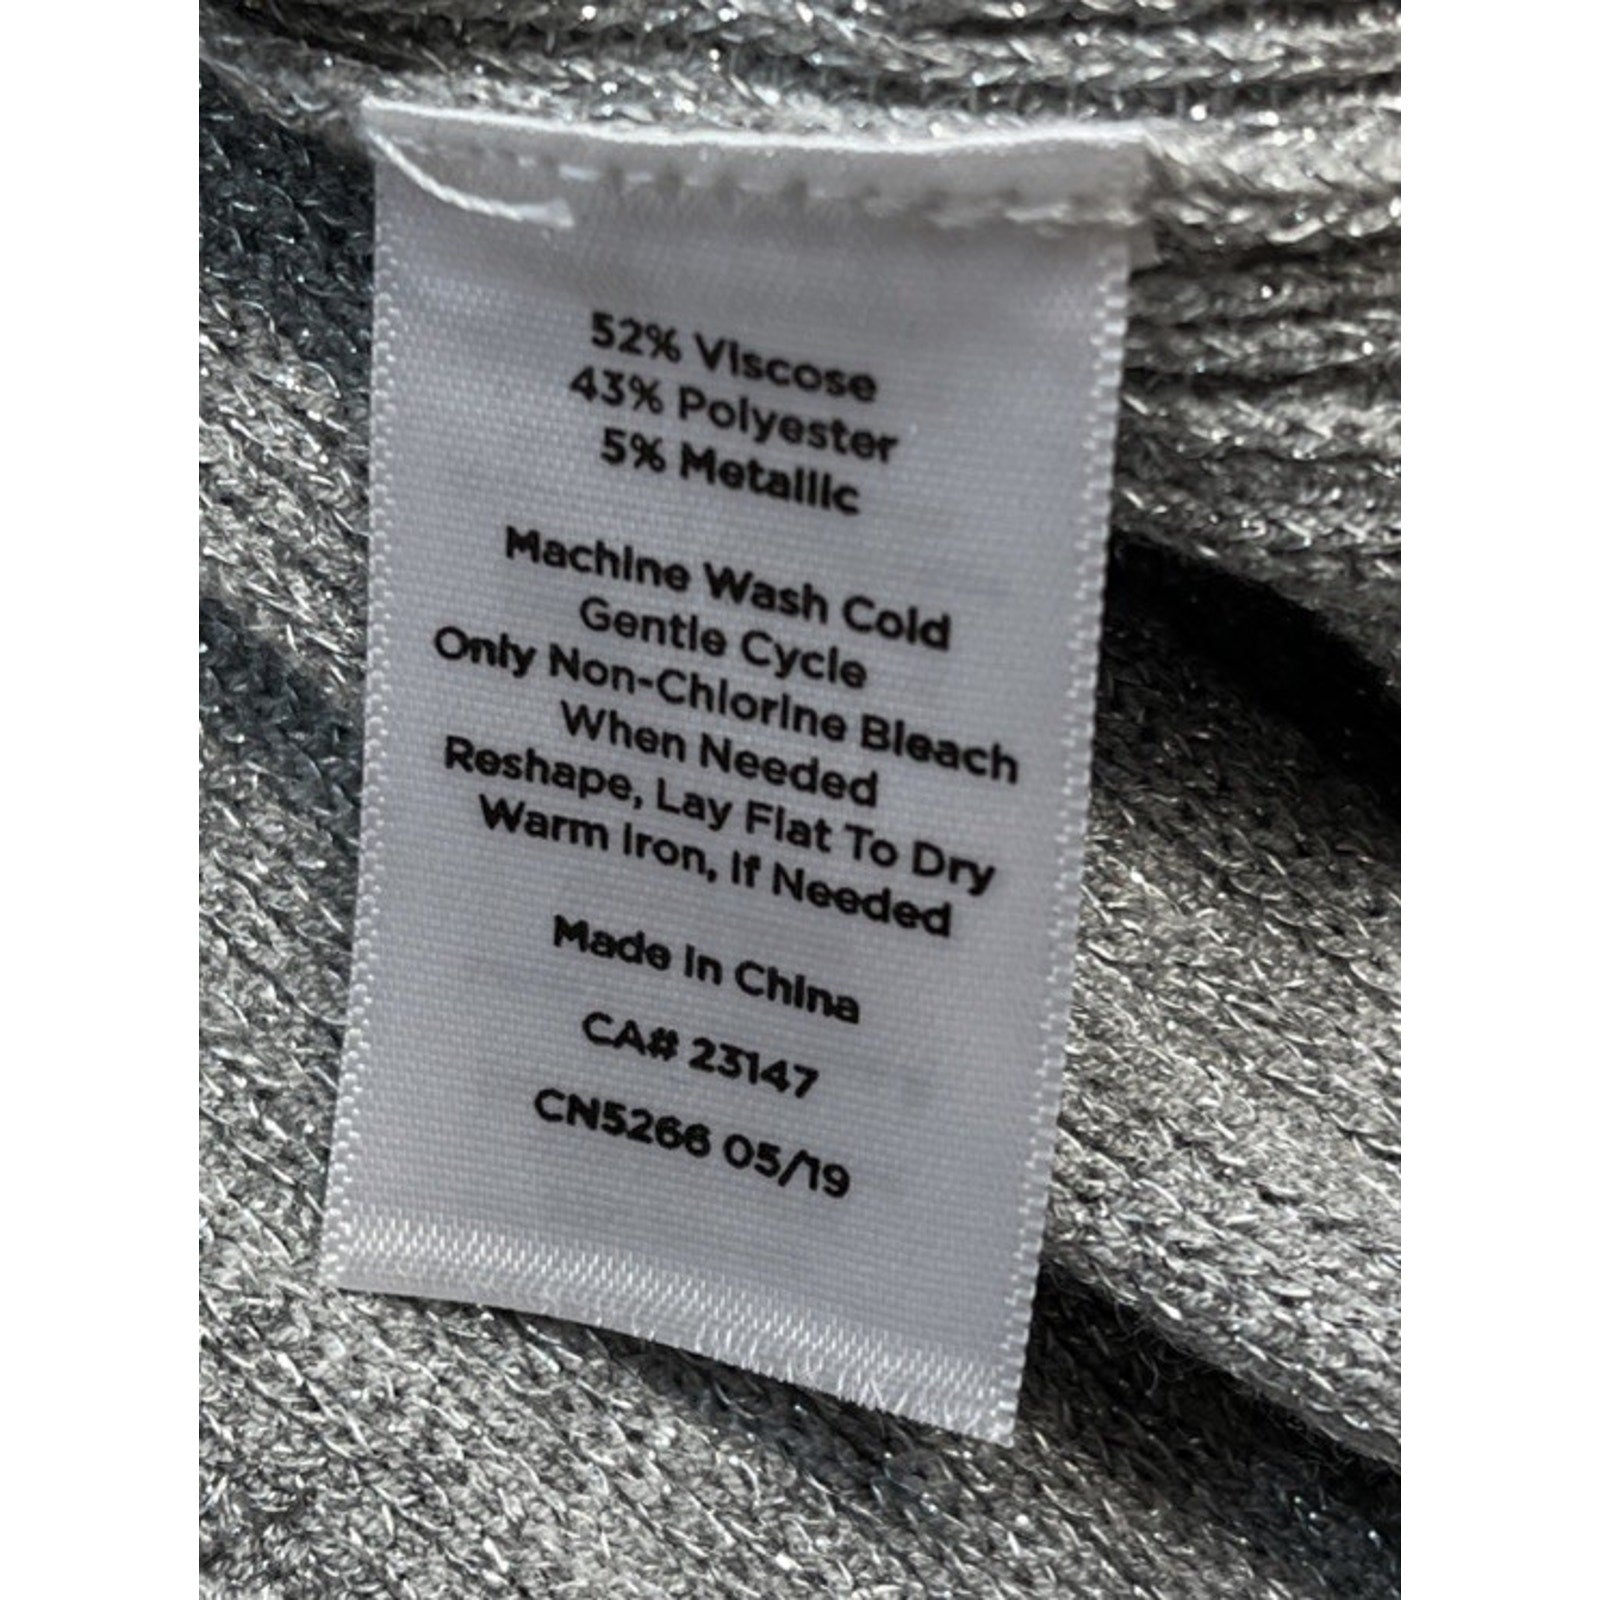 52% Viscose
43% Polyester
5% Metallic
Machine Wash Cold
Gentle Cycle
Only Non-Chlorine Bleach
When Needed
Reshape, Lay Flat To Dry
Warm Iron, If Needed
Made In China
CA# 23147
CN5266 05/19